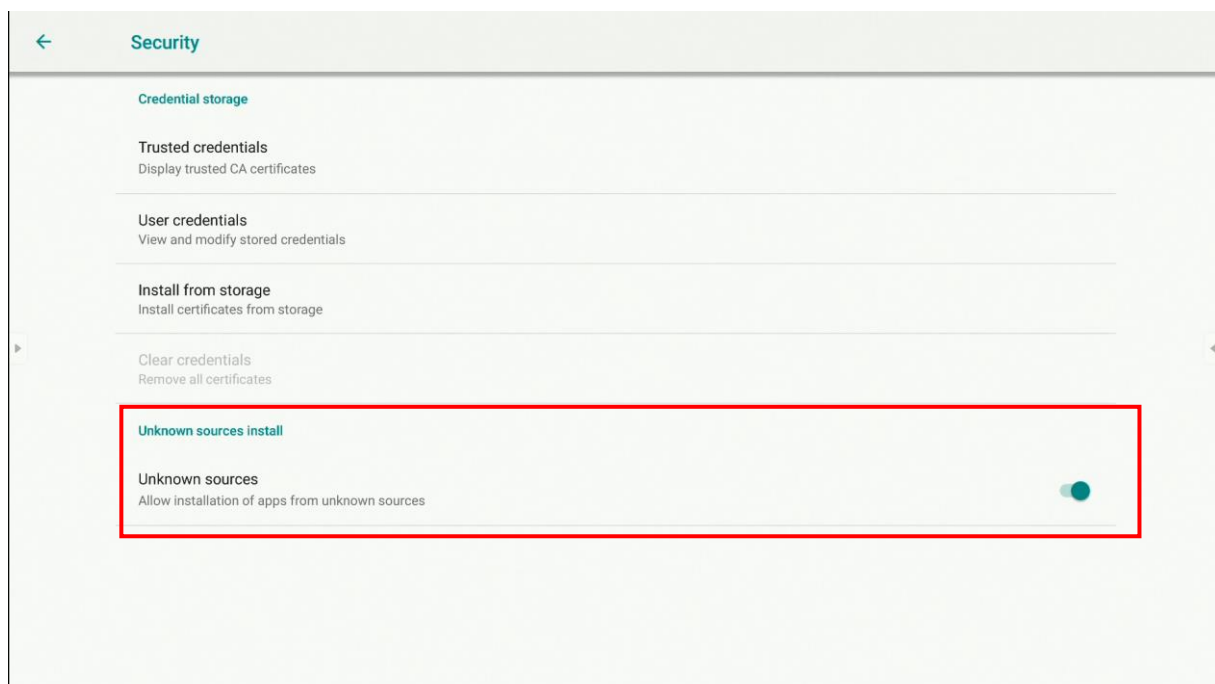 Security
Credential storage
Trusted credentials
Display trusted CA certificates
User credentials
View and modify stored credentials
Install from storage
Install certificates from storage
Clear credentials
Remove all certificates
Unknown sources install
Unknown sources
Allow installation of apps from unknown sources